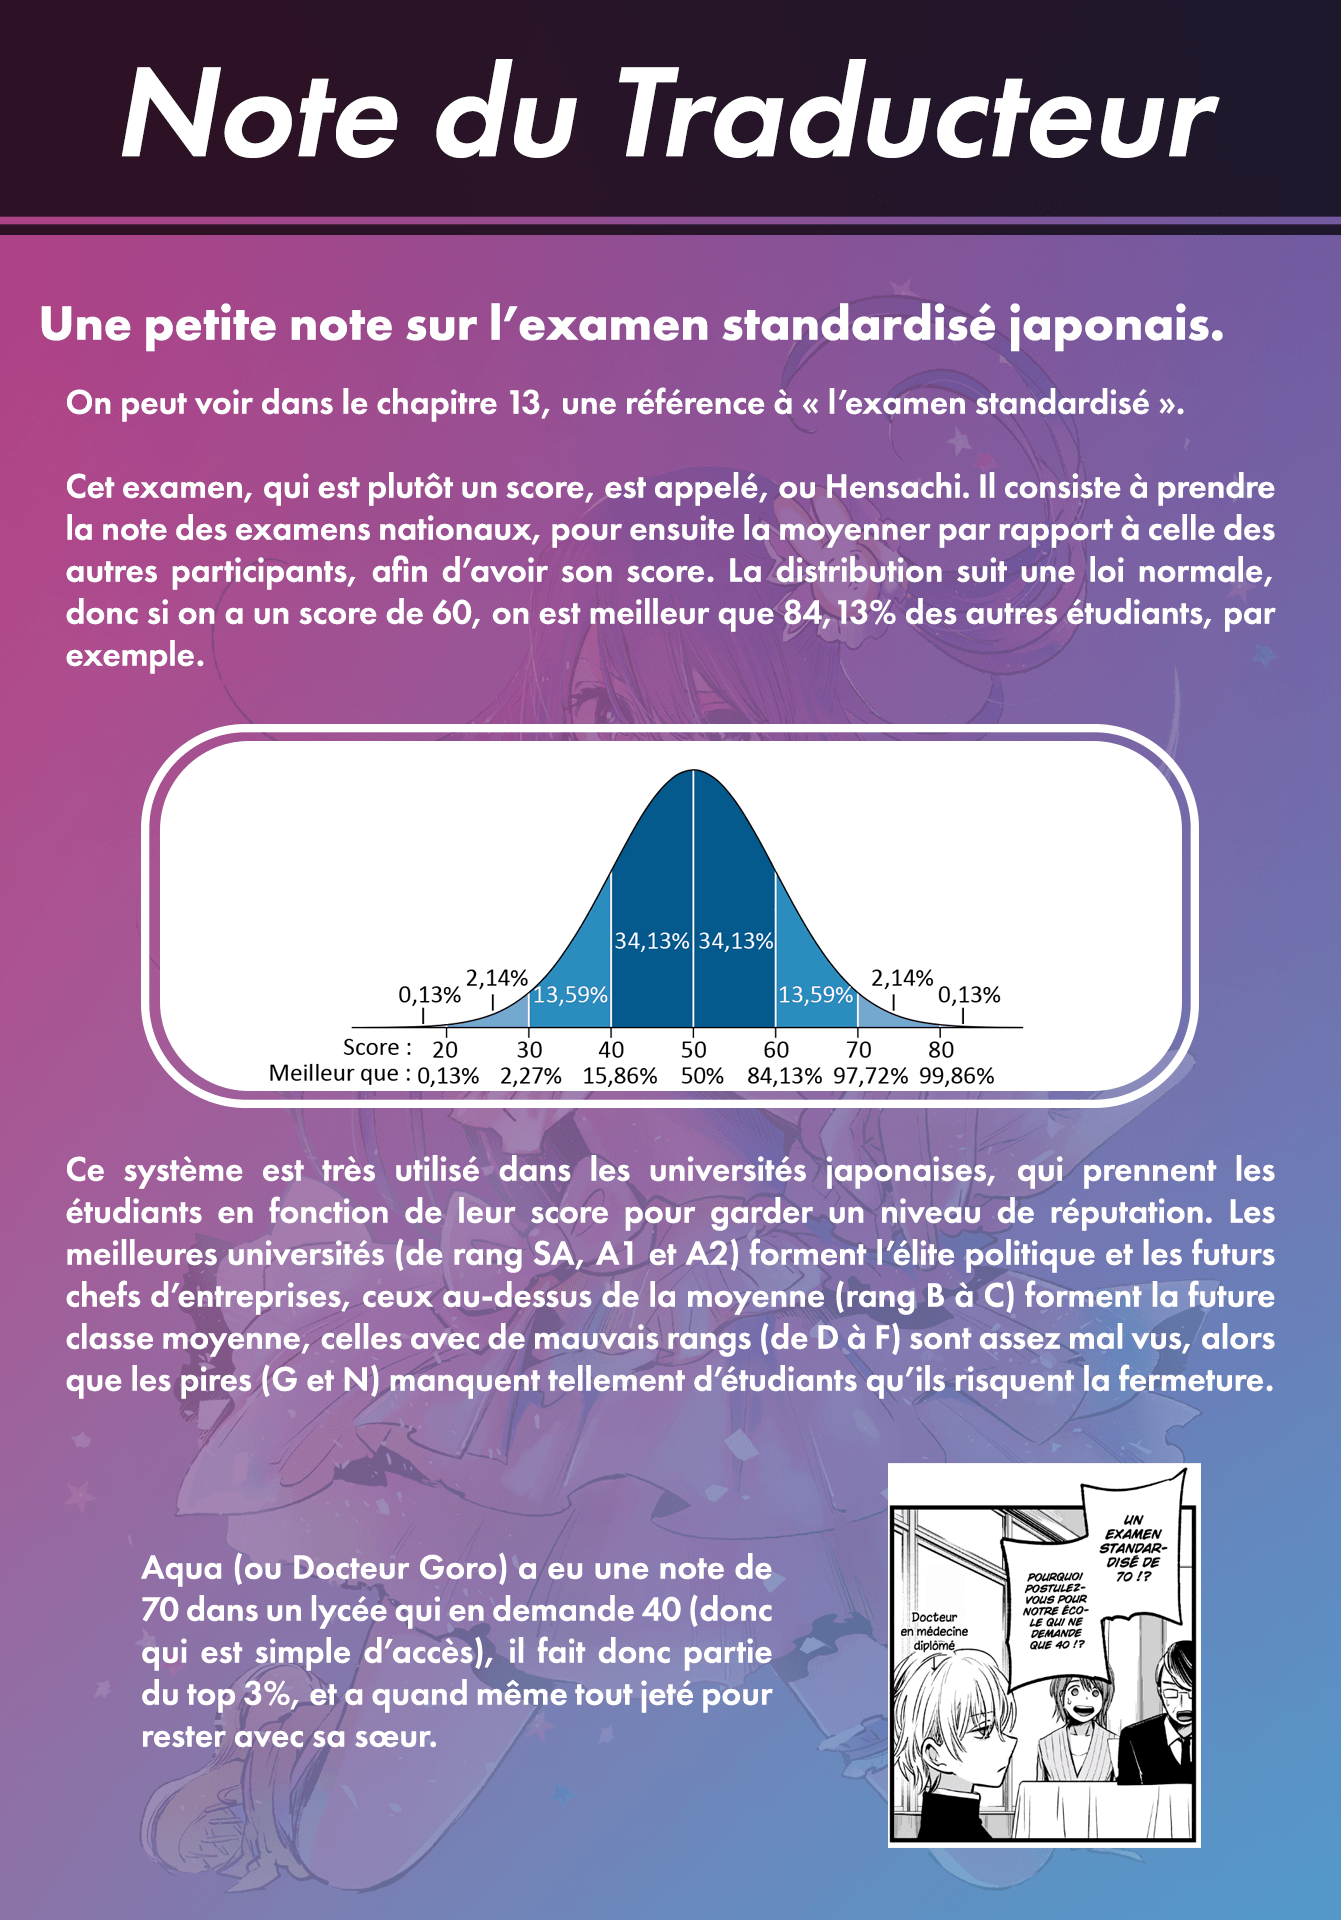 Note du Traducteur
Une petite note sur l'examen standardisé japonais.
On peut voir dans le chapitre 13, une référence à « l'examen standardisé ».
Cet examen, qui est plutôt un score, est appelé, ou Hensachi. Il consiste à prendre
la note des examens nationaux, pour ensuite la moyenner par rapport à celle des
autres participants, afin d'avoir son score. La distribution suit une loi normale,
donc si on a un score de 60, on est meilleur que 84,13% des autres étudiants, par
exemple.
34,13% 34,13%
2,14% 2,14%
0,13% 13,59% 13,59% 0,13%
Score : 20 30 40 50 60 70 80
Meilleur que : 0,13% 2,27% 15,86% 50% 84,13% 97,72% 99,86%
Ce système est très utilisé dans les universités japonaises, qui prennent les
étudiants en fonction de leur score pour garder un niveau de réputation. Les
meilleures universités (de rang SA, A1 et A2) forment l'élite politique et les futurs
chefs d'entreprises, ceux au-dessus de la moyenne (rang B à C) forment la future
classe moyenne, celles avec de mauvais rangs (de D à F) sont assez mal vus, alors
que les pires (G et N) manquent tellement d'étudiants qu'ils risquent la fermeture.
Aqua (ou Docteur Goro) a eu une note de
70 dans un lycée qui en demande 40 (donc
qui est simple d'accès), il fait donc partie
du top 3%, et a quand même tout jeté pour
rester avec sa sœur.
UN
EXAMEN
STANDAR-
DISÉ DE
70 !?
POURQUOI
POSTULEZ-
VOUS POUR
NOTRE ÉCO-
LE QUI NE
DEMANDE
QUE 40 !?
Docteur
en médecine
diplômé